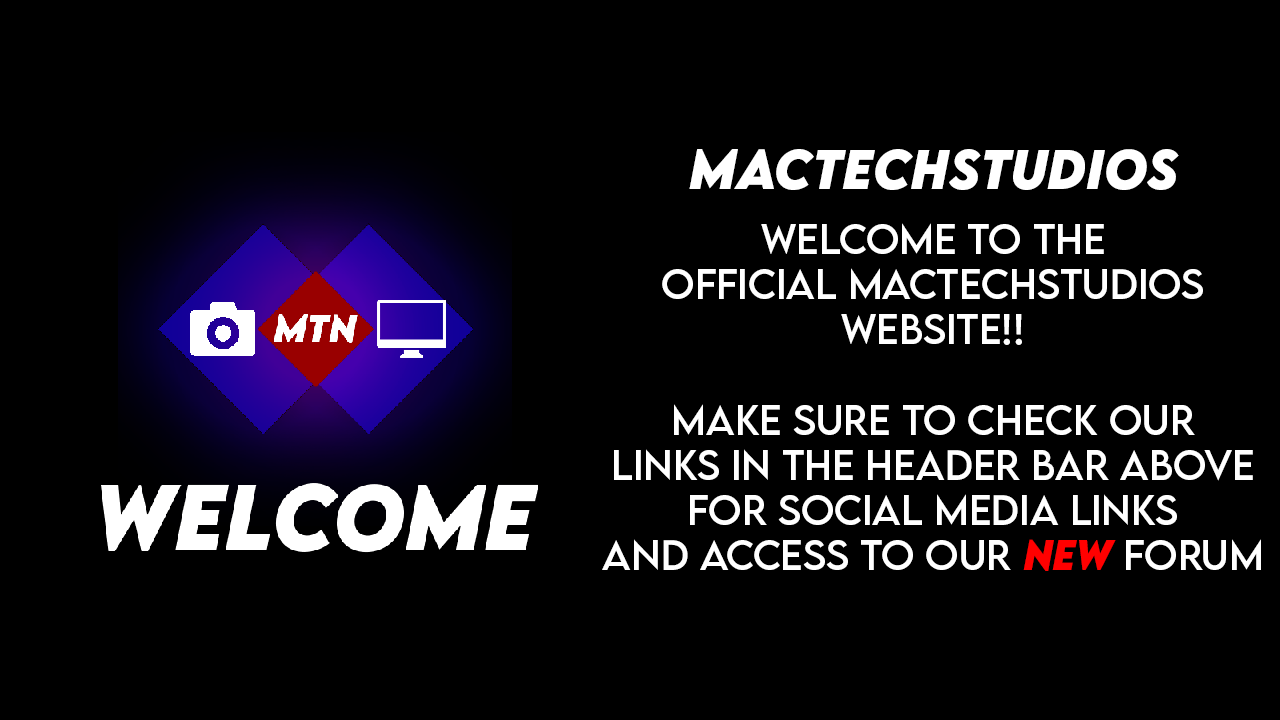 MTN
WELCOME
MACTECHSTUDIOS
WELCOME TO THE
OFFICIAL MACTECHSTUDIOS
WEBSITE!!
MAKE SURE TO CHECK OUR
LINKS IN THE HEADER BAR ABOVE
FOR SOCIAL MEDIA LINKS
AND ACCESS TO OUR NEW FORUM